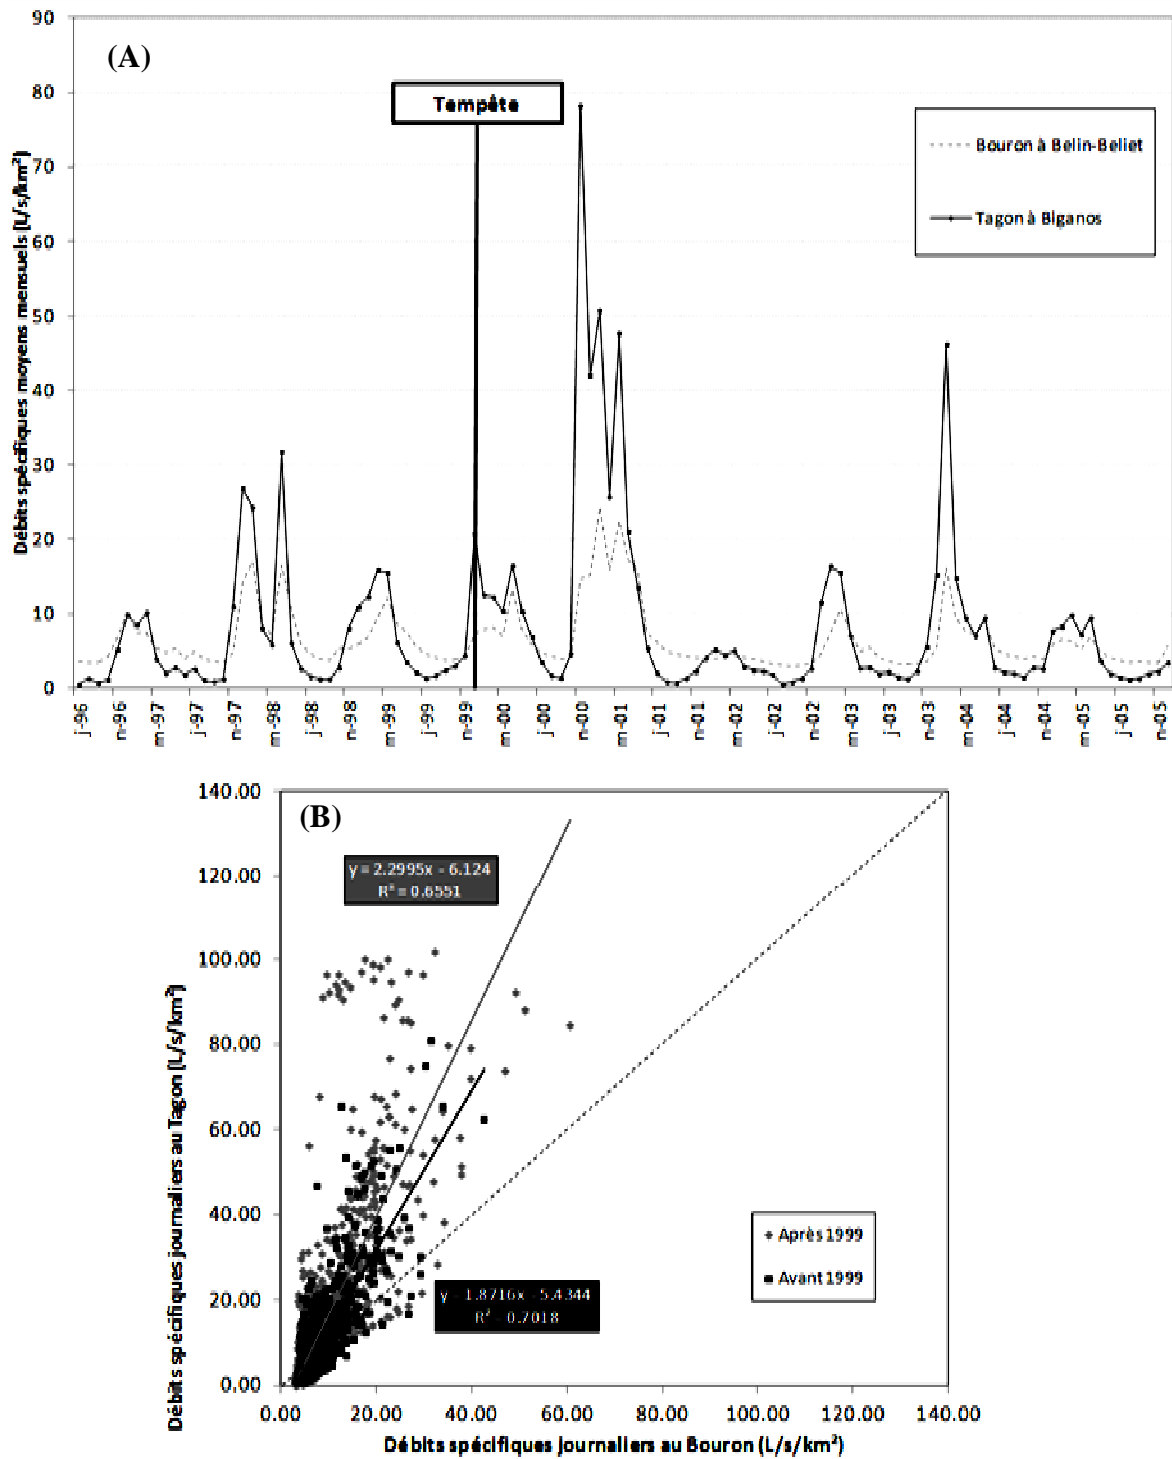 (A)
90
80
70
60
50
40
30
20
10
0
Débits spécifiques moyens mensuels (L/s/km²)
Tempête
Bouron à Belin-Beliet
Tagon à Biganos
j-96
n-96
m-97
j-97
n-97
m-98
j-98
n-98
m-99
j-99
n-99
m-00
j-00
n-00
m-01
j-01
n-01
m-02
j-02
n-02
m-03
j-03
n-03
m-04
j-04
n-04
m-05
j-05
n-05
(B)
140.00
120.00
100.00
80.00
60.00
40.00
20.00
0.00
Débits spécifiques journaliers au Tagon (L/s/km²)
y = 2.2995x - 6.124
R² = 0.6551
Après 1999
Avant 1999
y = 1.8716x - 5.4344
R² = 0.7018
0.00 20.00 40.00 60.00 80.00 100.00 120.00 140.00
Débits spécifiques journaliers au Bouron (L/s/km²)